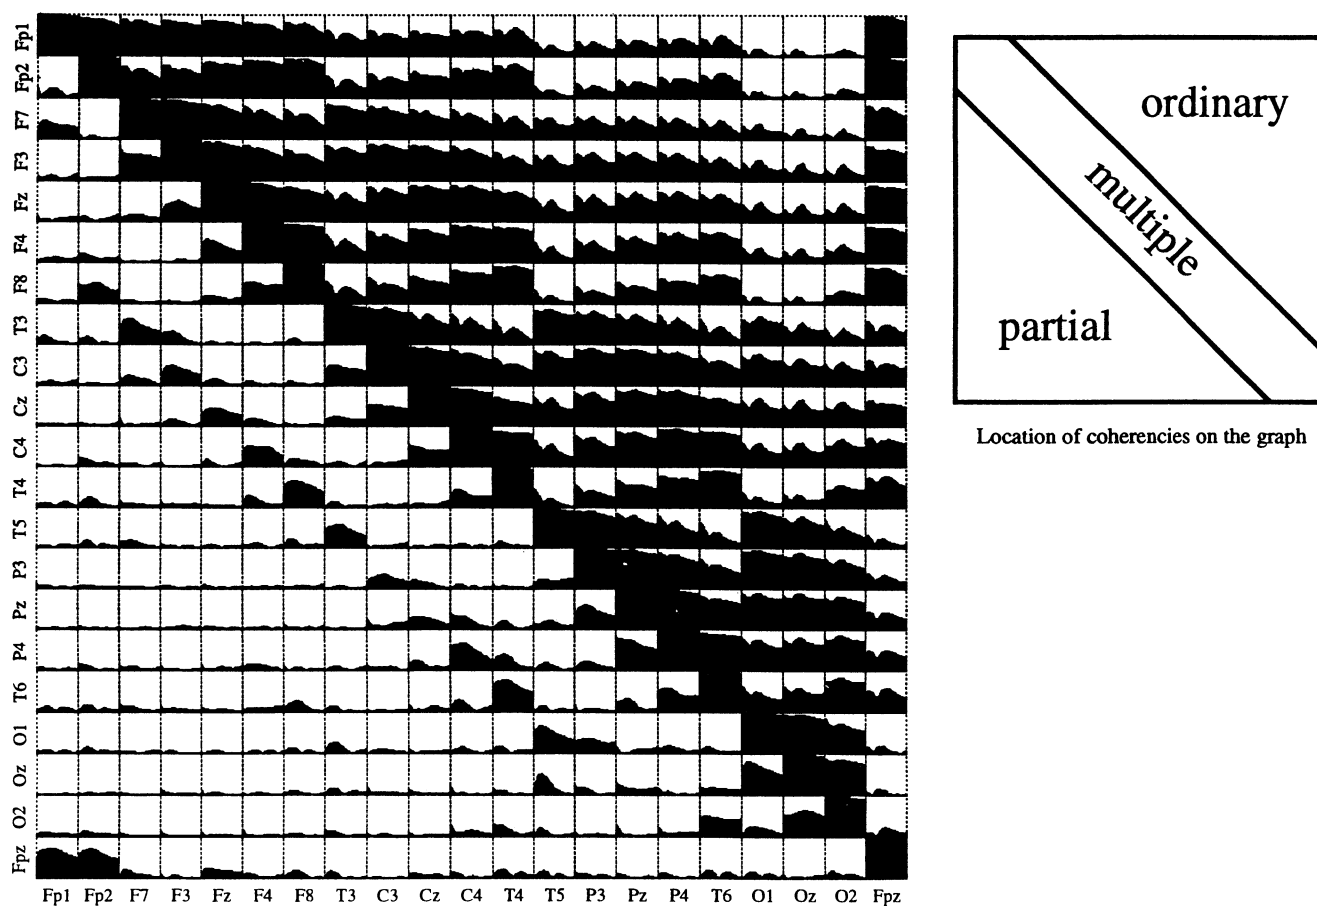 Fp1
Fp2
F7
F3
Fz
F4
F8
T3
C3
Cz
C4
T4
T5
P3
Pz
P4
T6
O1
Oz
O2
Fpz
Fp1 Fp2 F7 F3 Fz F4 F8 T3 C3 Cz C4 T4 T5 P3 Pz P4 T6 O1 Oz O2 Fpz
ordinary
multiple
partial
Location of coherencies on the graph